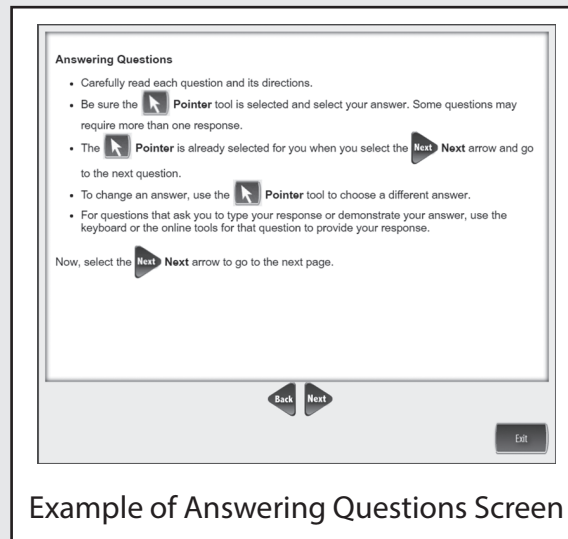 Answering Questions
• Carefully read each question and its directions.
• Be sure the Pointer tool is selected and select your answer. Some questions may
require more than one response.
• The Pointer is already selected for you when you select the Next Next arrow and go
to the next question.
• To change an answer, use the Pointer tool to choose a different answer.
• For questions that ask you to type your response or demonstrate your answer, use the
keyboard or the online tools for that question to provide your response.
Now, select the Next Next arrow to go to the next page.
Back Next
Exit
Example of Answering Questions Screen